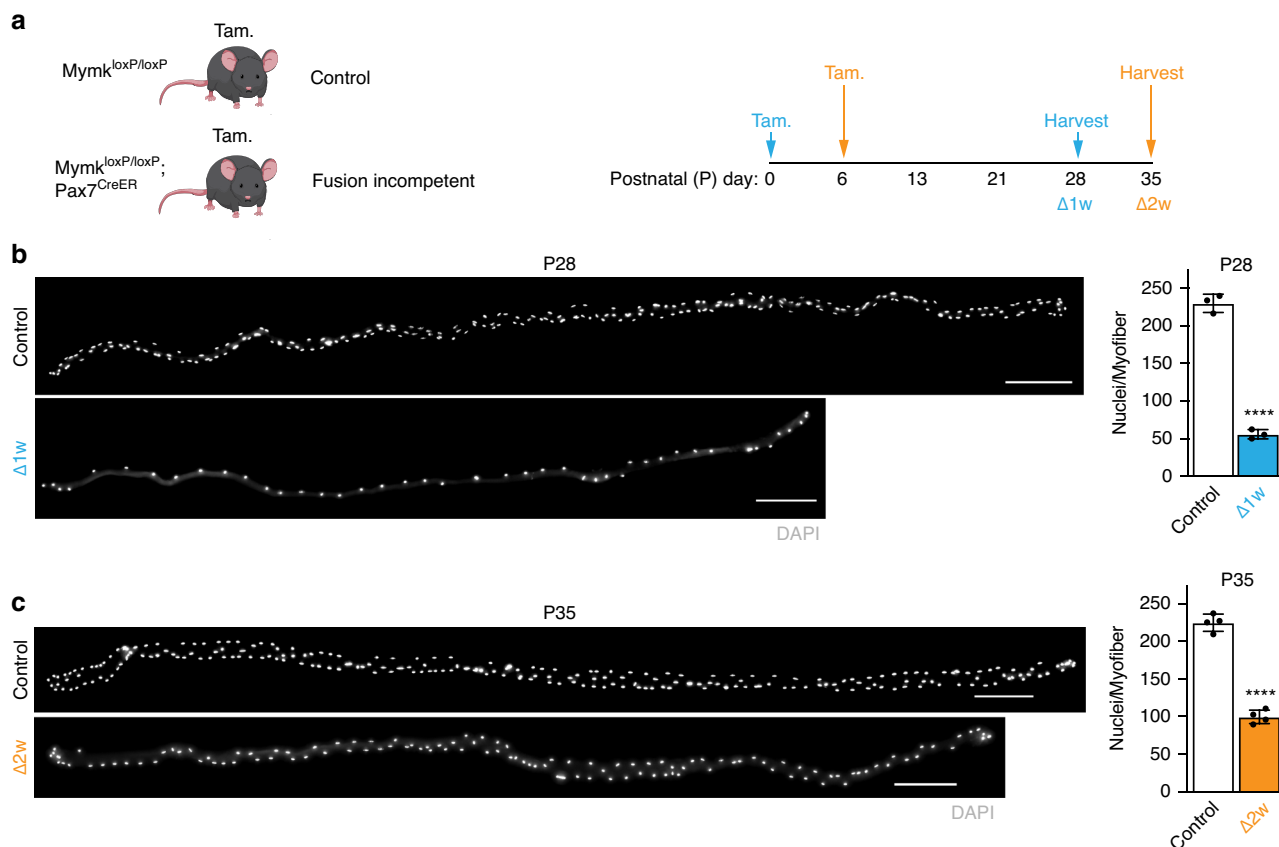 a
Tam.
Mymk^loxP/loxP
Control
Tam.
Mymk^loxP/loxP;
Pax7^CreER
Fusion incompetent
Tam. Harvest
Tam. Harvest
Postnatal (P) day: 0 6 13 21 28 35
Δ1w Δ2w
b
P28
Control
Δ1w
DAPI
P28
Nuclei/Myofiber
250
200
150
100
50
0
****
Control Δ1w
c
P35
Control
Δ2w
DAPI
P35
Nuclei/Myofiber
250
200
150
100
50
0
****
Control Δ2w